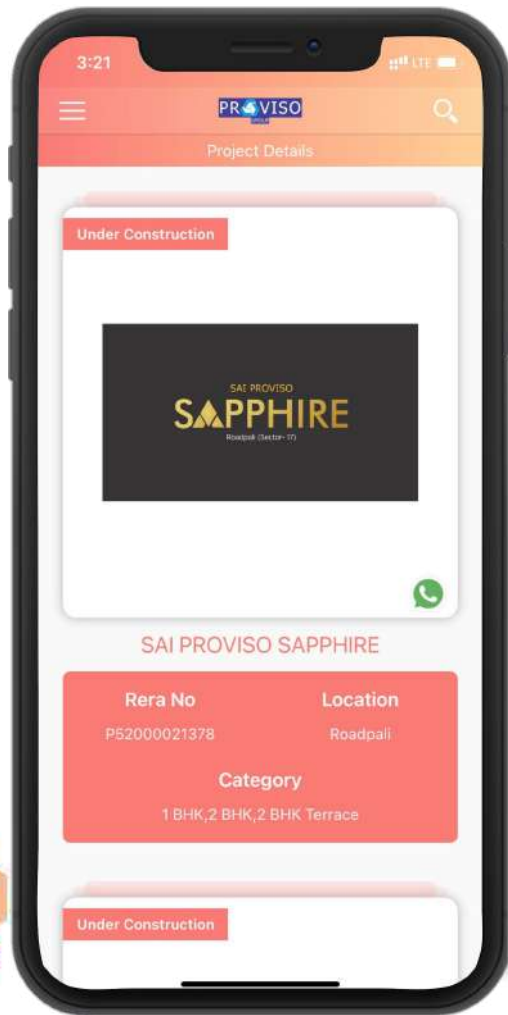 3:21
LTE
PROVISO
GROUP
Project Details
Under Construction
SAI PROVISO
SAPPHIRE
Roadpali (Sector- 17)
SAI PROVISO SAPPHIRE
Rera No
Location
P52000021378
Roadpali
Category
1 BHK,2 BHK,2 BHK Terrace
Under Construction